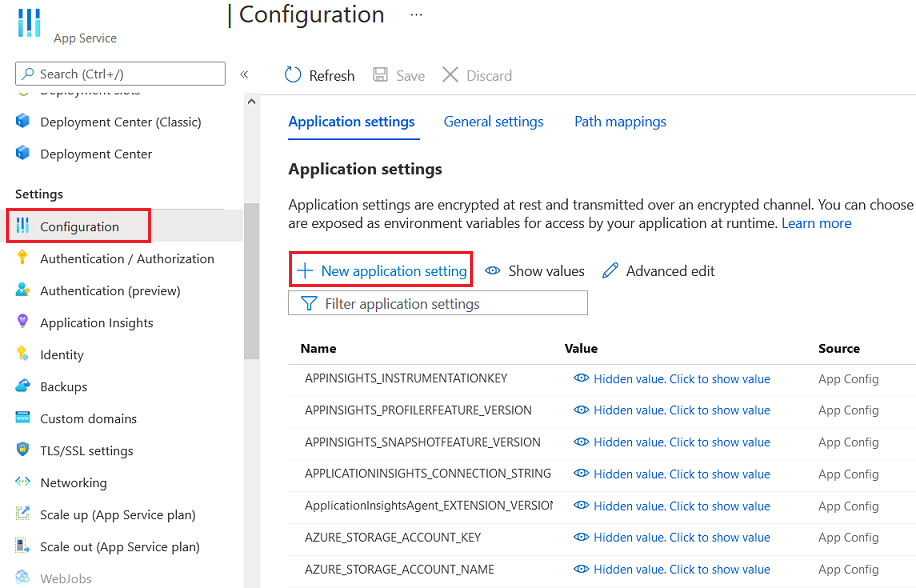 Configuration ...
App Service
Search (Ctrl+/) «
Refresh Save Discard
Deployment slots
Deployment Center (Classic)
Deployment Center
Settings
Configuration
Authentication / Authorization
Authentication (preview)
Application Insights
Identity
Backups
Custom domains
TLS/SSL settings
Networking
Scale up (App Service plan)
Scale out (App Service plan)
WebJobs
Application settings General settings Path mappings
Application settings
Application settings are encrypted at rest and transmitted over an encrypted channel. You can choose
are exposed as environment variables for access by your application at runtime. Learn more
New application setting Show values Advanced edit
Filter application settings
Name Value Source
APPINSIGHTS_INSTRUMENTATIONKEY Hidden value. Click to show value App Config
APPINSIGHTS_PROFILERFEATURE_VERSION Hidden value. Click to show value App Config
APPINSIGHTS_SNAPSHOTFEATURE_VERSION Hidden value. Click to show value App Config
APPLICATIONINSIGHTS_CONNECTION_STRING Hidden value. Click to show value App Config
ApplicationInsightsAgent_EXTENSION_VERSION Hidden value. Click to show value App Config
AZURE_STORAGE_ACCOUNT_KEY Hidden value. Click to show value App Config
AZURE_STORAGE_ACCOUNT_NAME Hidden value. Click to show value App Config